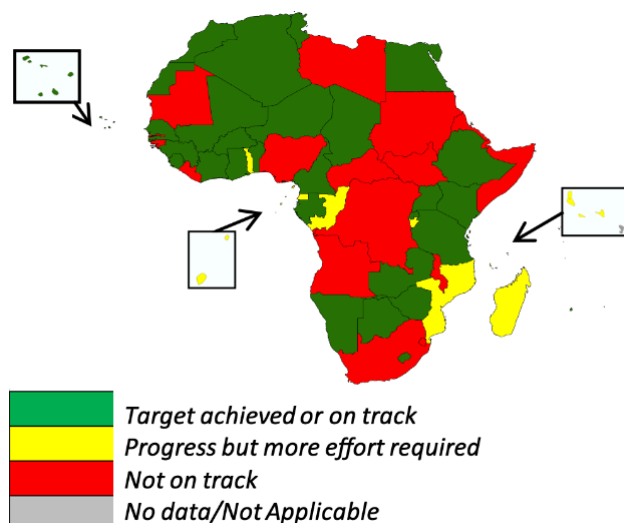 Target achieved or on track
Progress but more effort required
Not on track
No data/Not Applicable